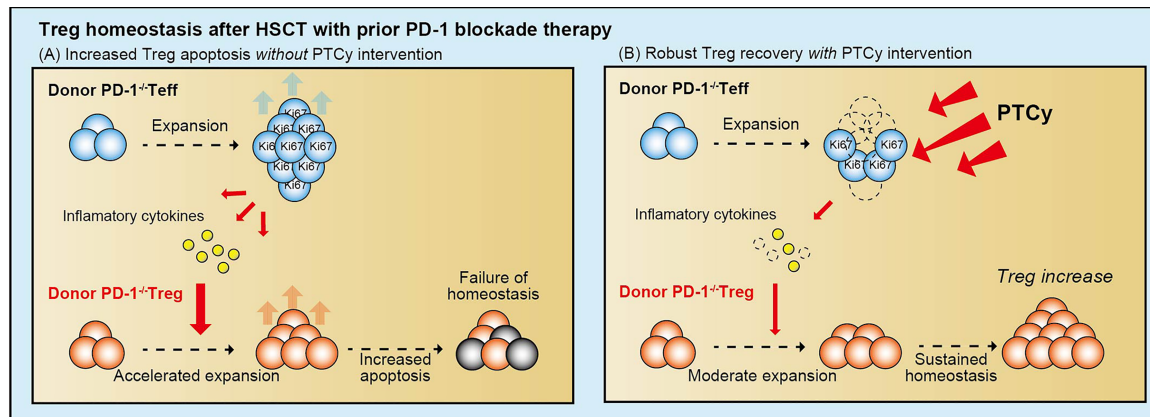 Treg homeostasis after HSCT with prior PD-1 blockade therapy
(A) Increased Treg apoptosis without PTCy intervention
Donor PD-1-/-Teff
Expansion
Ki67
Ki67 Ki67
Ki6 Ki67 Ki67
Ki67 Ki67
Ki67
Inflamatory cytokines
Donor PD-1-/-Treg
Accelerated expansion
Increased
apoptosis
Failure of
homeostasis
(B) Robust Treg recovery with PTCy intervention
Donor PD-1-/-Teff
Expansion
PTCy
Ki67 Ki67
Ki67 Ki67
Inflamatory cytokines
Donor PD-1-/-Treg
Moderate expansion
Sustained
homeostasis
Treg increase